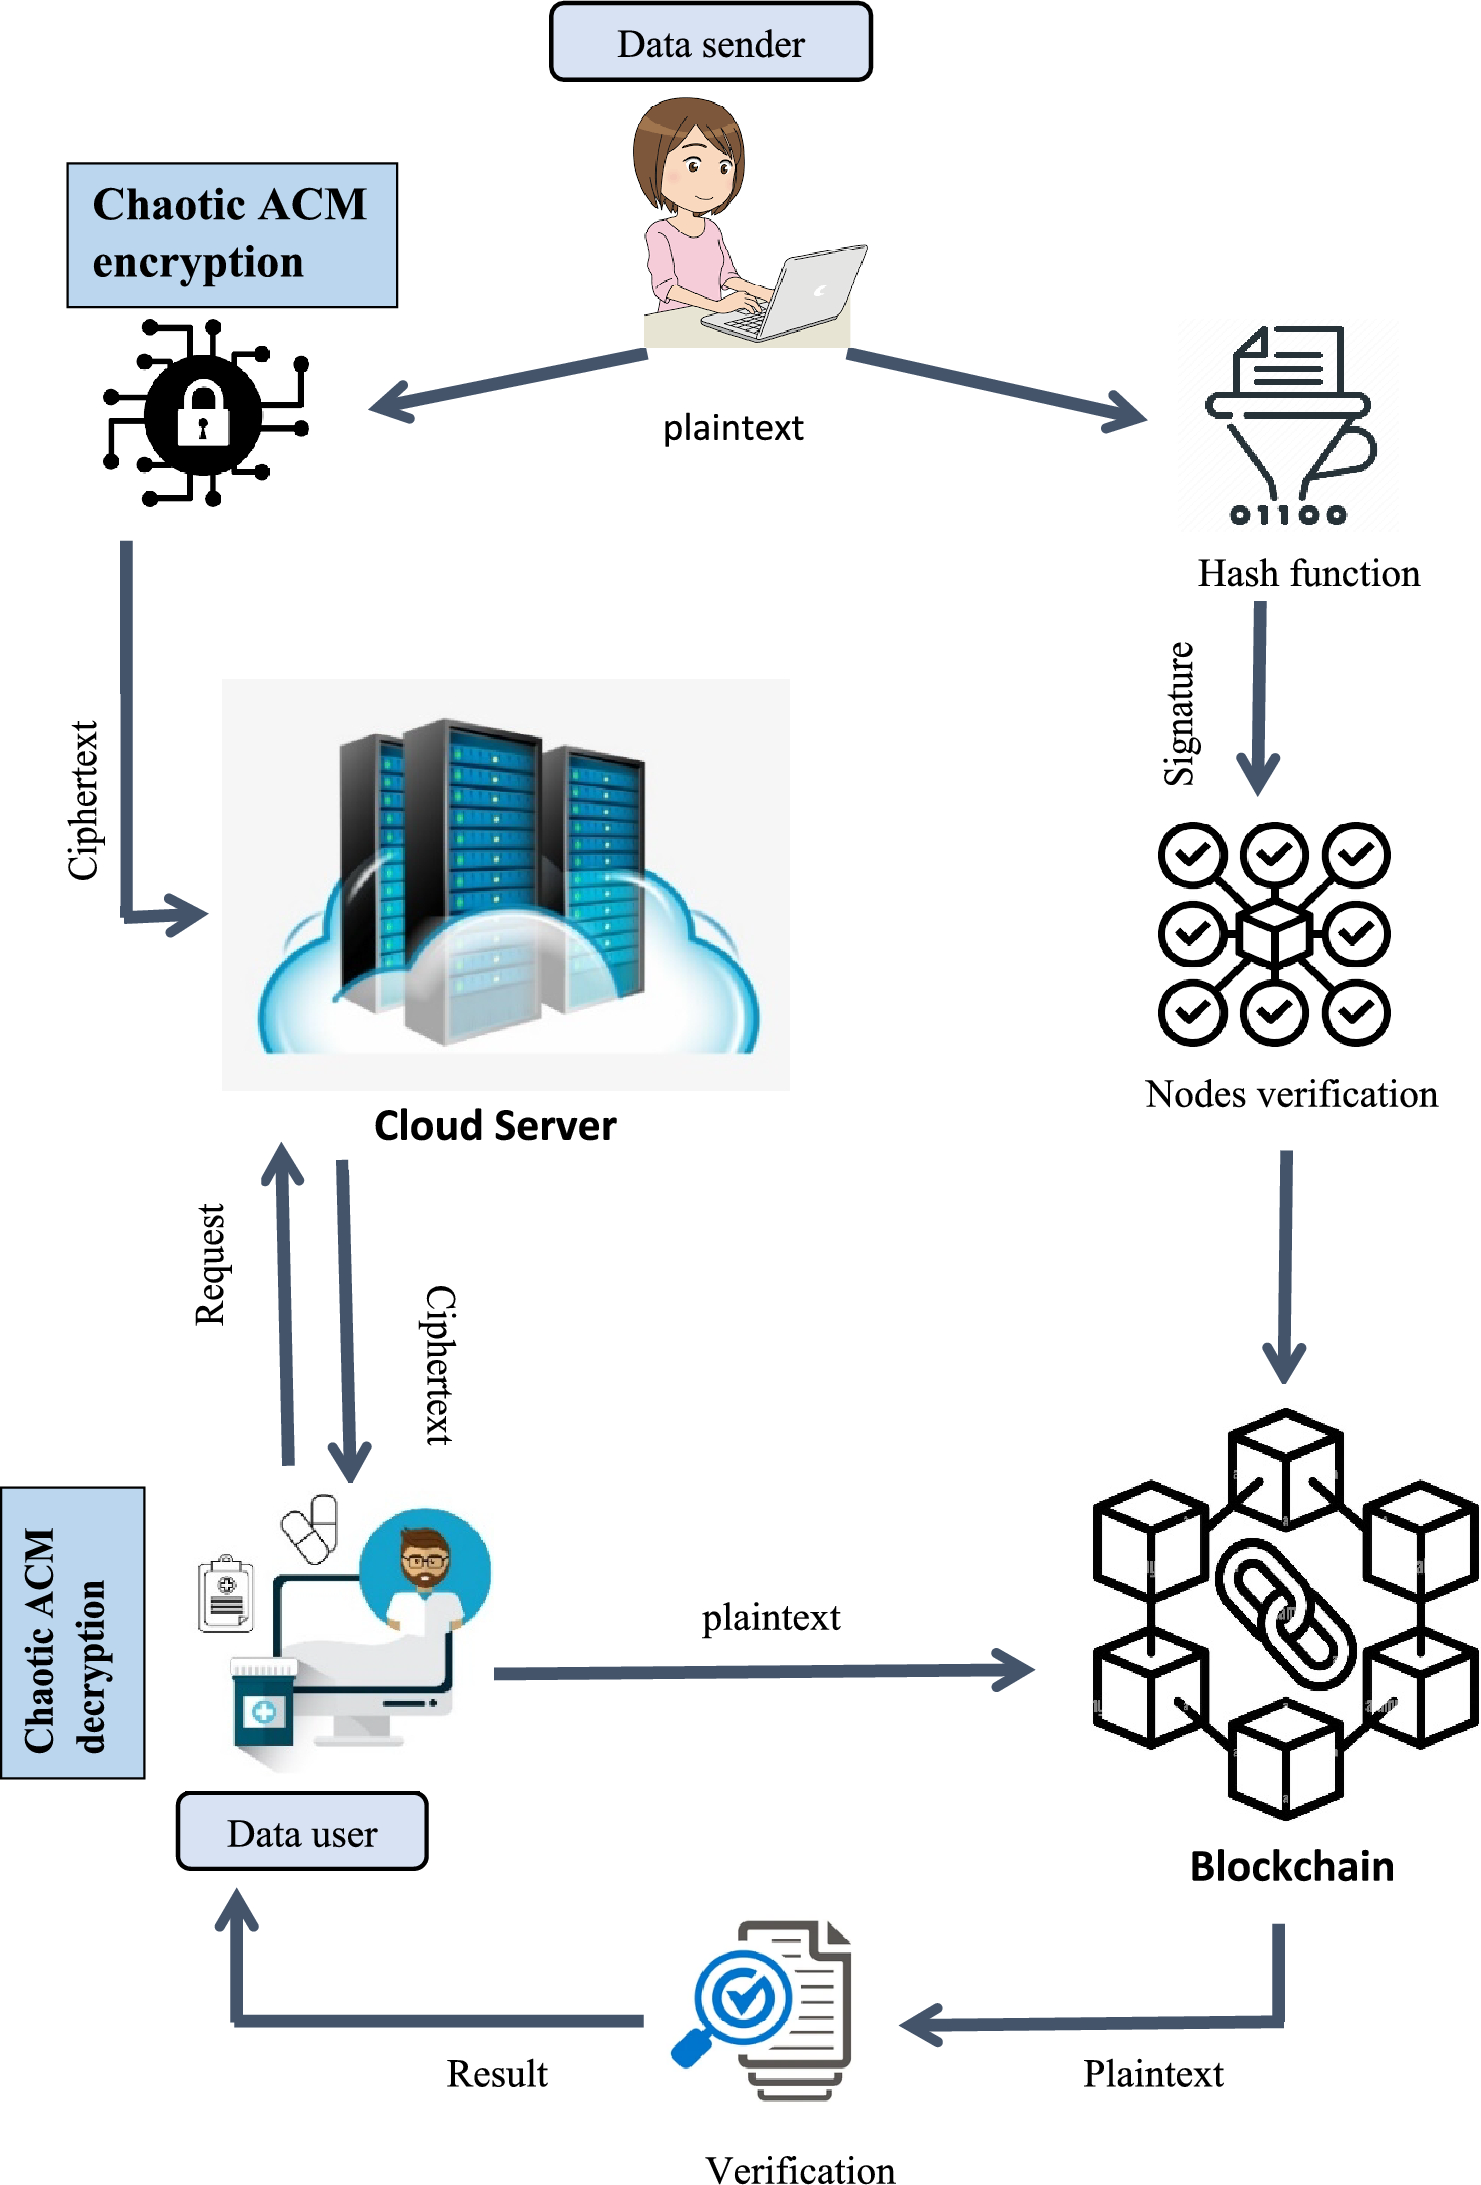 Data sender
Chaotic ACM
encryption
plaintext
01100
Hash function
Signature
Ciphertext
Nodes verification
Cloud Server
Request
Ciphertext
Chaotic ACM
decryption
plaintext
Data user
Blockchain
Result
Plaintext
Verification